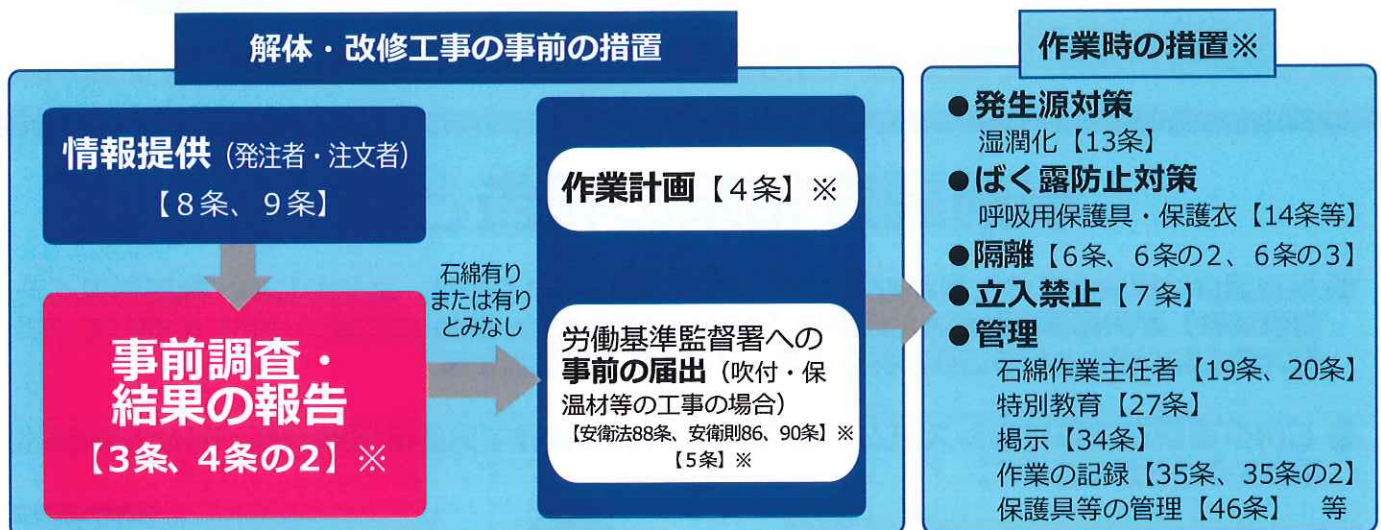 解体・改修工事の事前の措置
情報提供（発注者・注文者）
【８条、９条】
事前調査・
結果の報告
【３条、４条の２】※
石綿有り
または有り
とみなし
作業計画【４条】※
労働基準監督署への
事前の届出（吹付・保
温材等の工事の場合）
【安衛法88条、安衛則86、90条】※
【５条】※
作業時の措置※
●発生源対策
湿潤化【13条】
●ばく露防止対策
呼吸用保護具・保護衣【14条等】
●隔離【６条、６条の２、６条の３】
●立入禁止【７条】
●管理
石綿作業主任者【19条、20条】
特別教育【27条】
掲示【34条】
作業の記録【35条、35条の２】
保護具等の管理【46条】　等